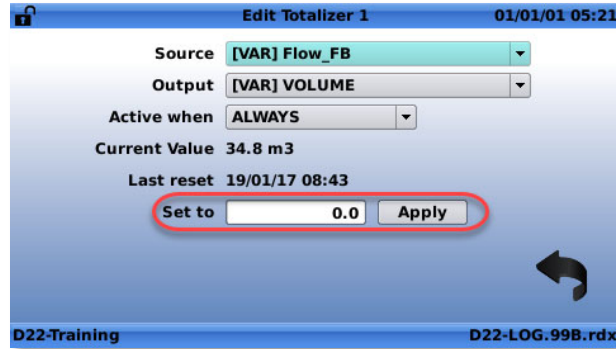 Edit Totalizer 1 01/01/01 05:21
Source [VAR] Flow_FB
Output [VAR] VOLUME
Active when ALWAYS
Current Value 34.8 m3
Last reset 19/01/17 08:43
Set to 0.0 Apply
D22-Training D22-LOG.99B.rdx